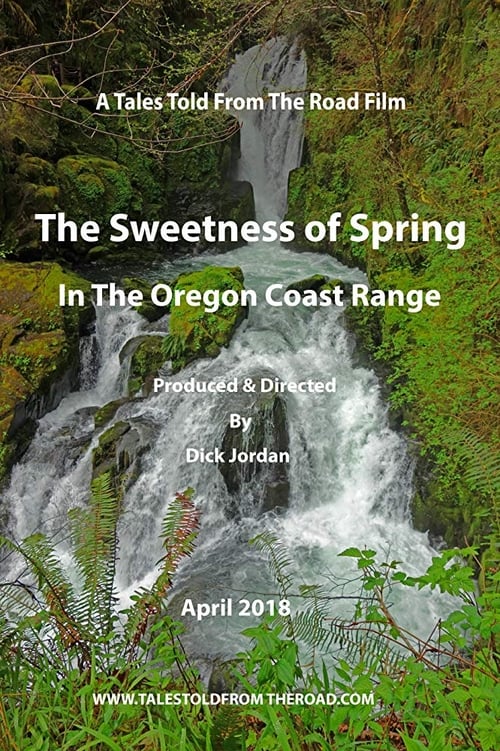 A Tales Told From The Road Film
The Sweetness of Spring
In The Oregon Coast Range
Produced & Directed
By
Dick Jordan
April 2018
WWW.TALESTOLDFROMTHEROAD.COM